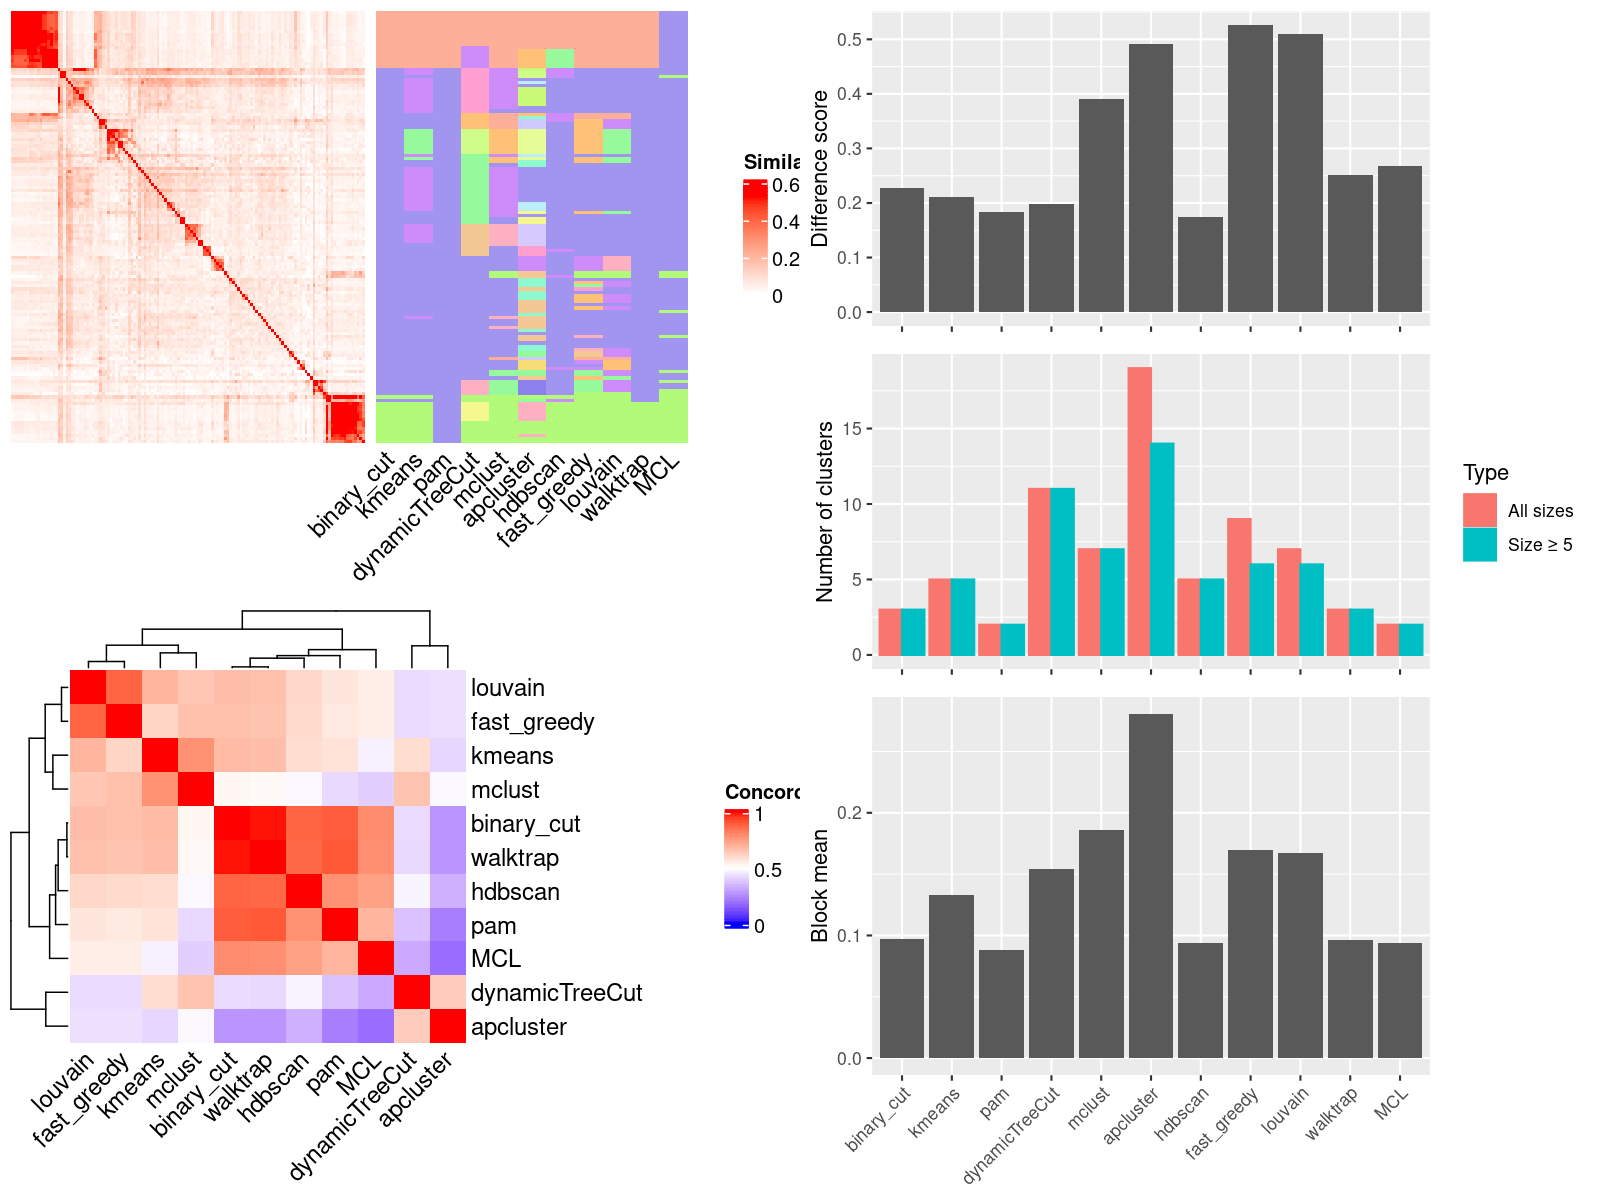 binary_cut
kmeans
pam
dynamicTreeCut
mclust
apcluster
hdbscan
fast_greedy
louvain
walktrap
MCL
Simila
0.6
0.4
0.2
0
louvain
fast_greedy
kmeans
mclust
binary_cut
walktrap
hdbscan
pam
MCL
dynamicTreeCut
apcluster
louvain
fast_greedy
kmeans
mclust
binary_cut
walktrap
hdbscan
pam
MCL
dynamicTreeCut
apcluster
Concord
1
0.5
0
Difference score
0.5
0.4
0.3
0.2
0.1
0.0
Number of clusters
15
10
5
0
Type
All sizes
Size ≥ 5
Block mean
0.2
0.1
0.0
binary_cut
kmeans
pam
dynamicTreeCut
mclust
apcluster
hdbscan
fast_greedy
louvain
walktrap
MCL